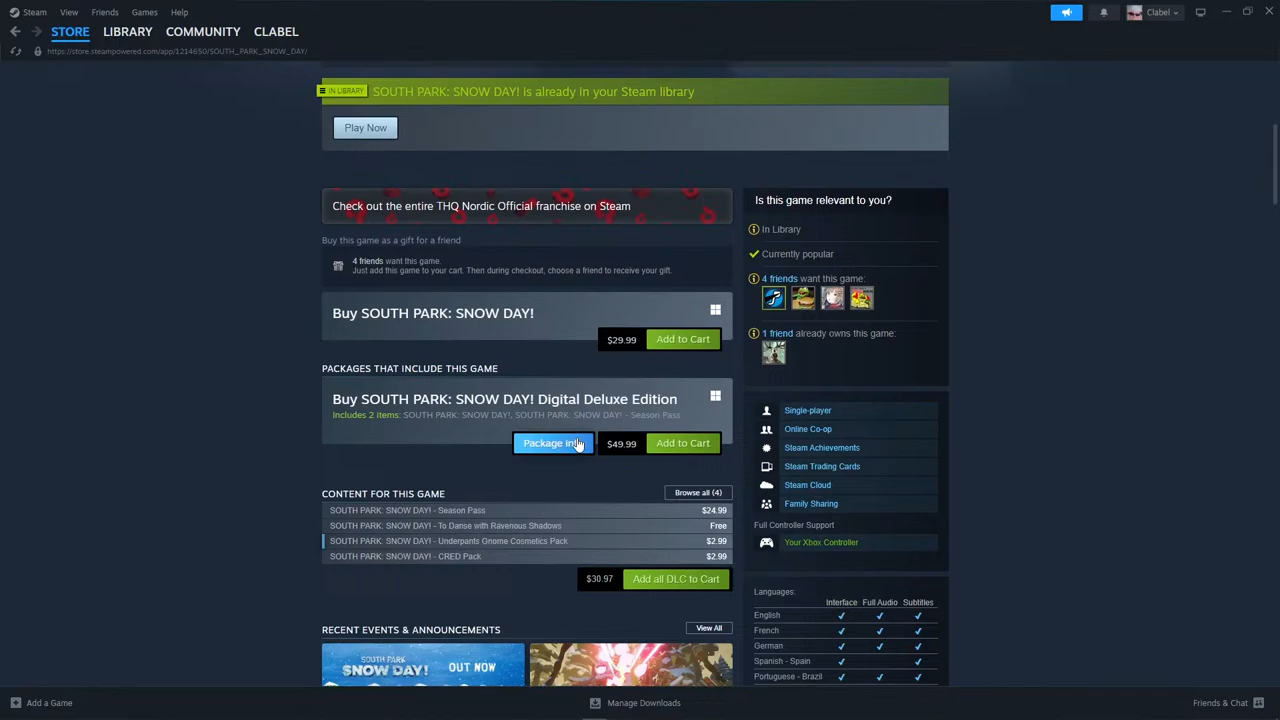 Steam View Friends Games Help
Clabel
STORE LIBRARY COMMUNITY CLABEL
https://store.steampowered.com/app/1214650/SOUTH_PARK_SNOW_DAY/
IN LIBRARY SOUTH PARK: SNOW DAY! is already in your Steam library
Play Now
Check out the entire THQ Nordic Official franchise on Steam
Buy this game as a gift for a friend
4 friends want this game.
Just add this game to your cart. Then during checkout, choose a friend to receive your gift.
Buy SOUTH PARK: SNOW DAY!
$29.99 Add to Cart
PACKAGES THAT INCLUDE THIS GAME
Buy SOUTH PARK: SNOW DAY! Digital Deluxe Edition
Includes 2 items: SOUTH PARK: SNOW DAY!, SOUTH PARK: SNOW DAY! - Season Pass
Package $49.99 Add to Cart
CONTENT FOR THIS GAME Browse all (4)
SOUTH PARK: SNOW DAY! - Season Pass $24.99
SOUTH PARK: SNOW DAY! - To Danse with Ravenous Shadows Free
SOUTH PARK: SNOW DAY! - Underpants Gnome Cosmetics Pack $2.99
SOUTH PARK: SNOW DAY! - CRED Pack $2.99
$30.97 Add all DLC to Cart
RECENT EVENTS & ANNOUNCEMENTS View All
SOUTH PARK
SNOW DAY! OUT NOW
Is this game relevant to you?
In Library
Currently popular
4 friends want this game:
1 friend already owns this game:
Single-player
Online Co-op
Steam Achievements
Steam Trading Cards
Steam Cloud
Family Sharing
Full Controller Support
Your Xbox Controller
Languages:
Interface Full Audio Subtitles
English
French
German
Spanish - Spain
Portuguese - Brazil
Add a Game Manage Downloads Friends & Chat